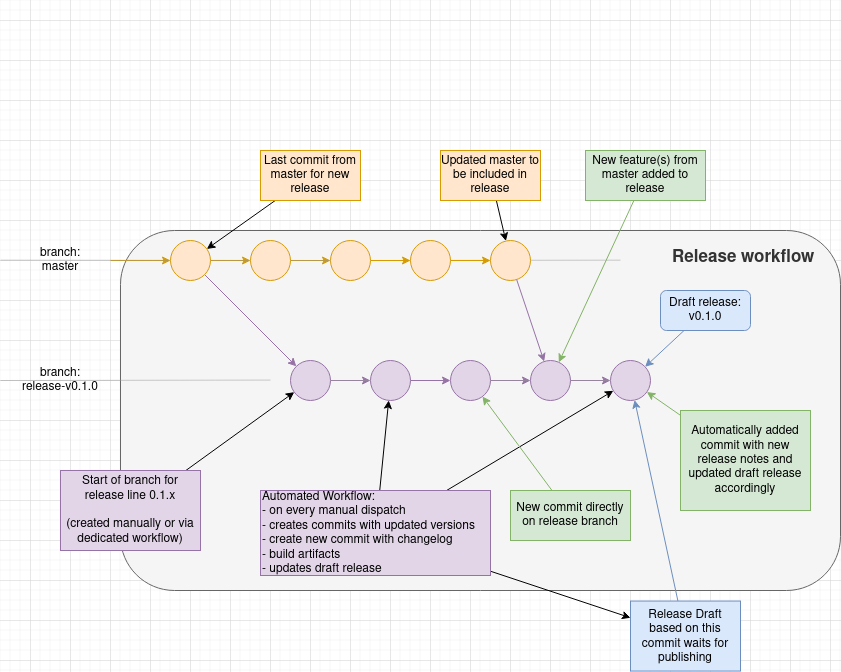 Last commit from
master for new
release
Updated master to
be included in
release
New feature(s) from
master added to
release
branch:
master
Release workflow
Draft release:
v0.1.0
branch:
release-v0.1.0
Automatically added
commit with new
release notes and
updated draft release
accordingly
Start of branch for
release line 0.1.x
(created manually or via
dedicated workflow)
Automated Workflow:
- on every manual dispatch
- creates commits with updated versions
- create new commit with changelog
- build artifacts
- updates draft release
New commit directly
on release branch
Release Draft
based on this
commit waits for
publishing